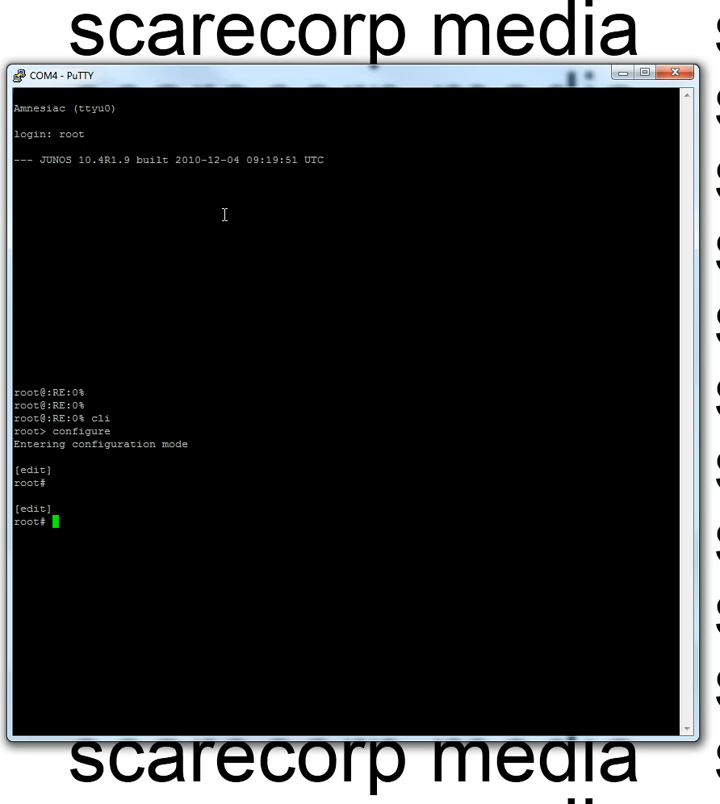 scarecorp media
COM4 - PuTTY
Amnesiac (ttyu0)
login: root
--- JUNOS 10.4R1.9 built 2010-12-04 09:19:51 UTC
root@:RE:0%
root@:RE:0%
root@:RE:0% cli
root> configure
Entering configuration mode
[edit]
root#
[edit]
root#
scarecorp media